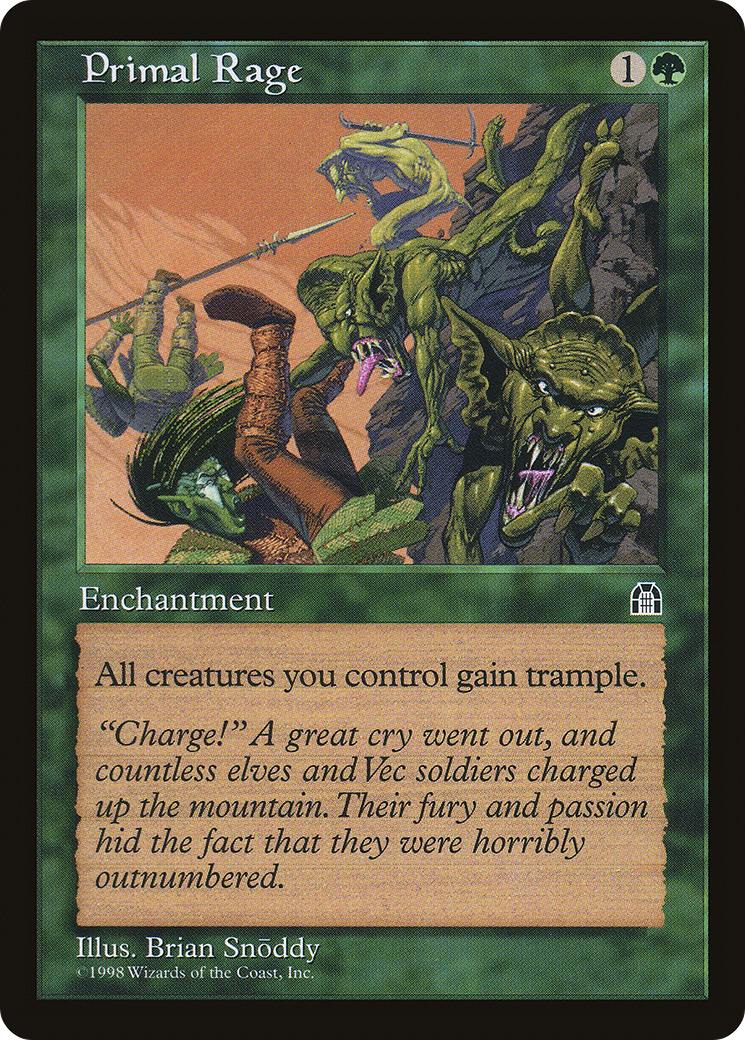 Primal Rage 1
Enchantment
All creatures you control gain trample.
“Charge!” A great cry went out, and
countless elves and Vec soldiers charged
up the mountain. Their fury and passion
hid the fact that they were horribly
outnumbered.
Illus. Brian Snōddy
©1998 Wizards of the Coast, Inc.